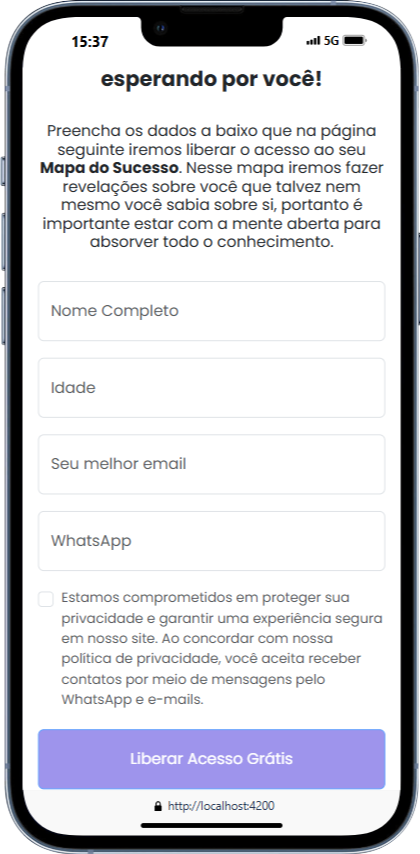 15:37
5G
esperando por você!
Preencha os dados a baixo que na página
seguinte iremos liberar o acesso ao seu
Mapa do Sucesso. Nesse mapa iremos fazer
revelações sobre você que talvez nem
mesmo você sabia sobre si, portanto é
importante estar com a mente aberta para
absorver todo o conhecimento.
Nome Completo
Idade
Seu melhor email
WhatsApp
Estamos comprometidos em proteger sua
privacidade e garantir uma experiência segura
em nosso site. Ao concordar com nossa
política de privacidade, você aceita receber
contatos por meio de mensagens pelo
WhatsApp e e-mails.
Liberar Acesso Grátis
http://localhost:4200